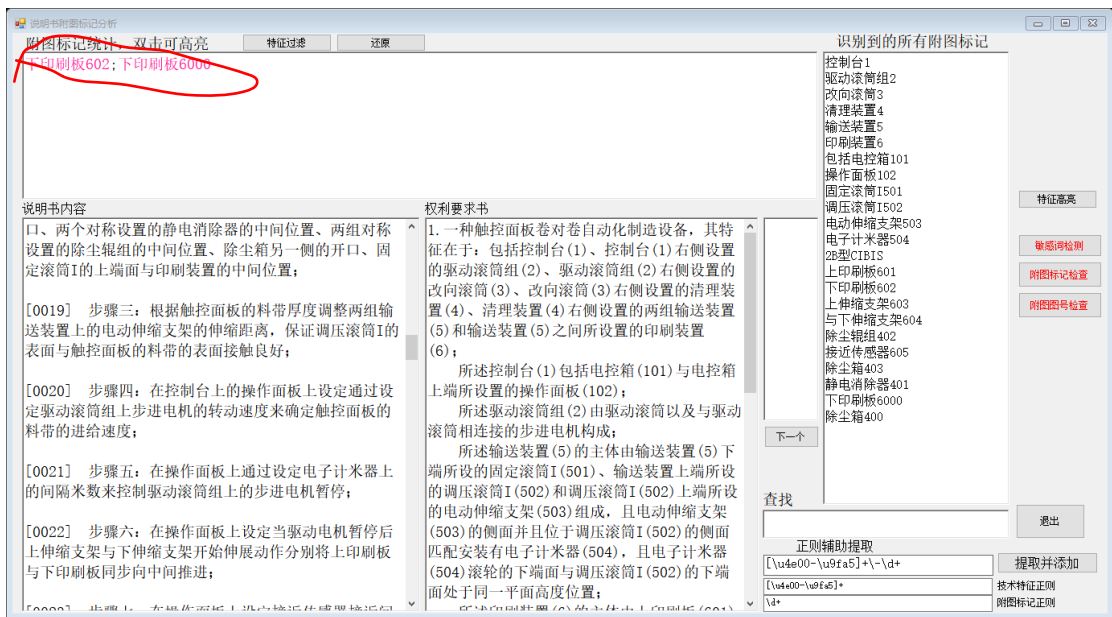 说明书附图标记分析
附图标记统计，双击可高亮
特征过滤
还原
识别到的所有附图标记
下印刷板602;下印刷板6000
控制台1
驱动滚筒组2
改向滚筒3
清理装置4
输送装置5
印刷装置6
包括电控箱101
操作面板102
固定滚筒I501
调压滚筒I502
电动伸缩支架503
电子计米器504
2B型CIBIS
上印刷板601
下印刷板602
上伸缩支架603
与下伸缩支架604
除尘辊组402
接近传感器605
除尘箱403
静电消除器401
下印刷板6000
除尘箱400
特征高亮
敏感词检测
附图标记检查
附图图号检查
说明书内容
口、两个对称设置的静电消除器的中间位置、两组对称
设置的除尘辊组的中间位置、除尘箱另一侧的开口、固
定滚筒I的上端面与印刷装置的中间位置；
[0019] 步骤三：根据触控面板的料带厚度调整两组输
送装置上的电动伸缩支架的伸缩距离，保证调压滚筒I的
表面与触控面板的料带的表面接触良好；
[0020] 步骤四：在控制台上的操作面板上设定通过设
定驱动滚筒组上步进电机的转动速度来确定触控面板的
料带的进给速度；
[0021] 步骤五：在操作面板上通过设定电子计米器上
的间隔米数来控制驱动滚筒组上的步进电机暂停；
[0022] 步骤六：在操作面板上设定当驱动电机暂停后
上伸缩支架与下伸缩支架开始伸展动作分别将上印刷板
与下印刷板同步向中间推进；
权利要求书
1.一种触控面板卷对卷自动化制造设备，其特
征在于：包括控制台(1)、控制台(1)右侧设置
的驱动滚筒组(2)、驱动滚筒组(2)右侧设置的
改向滚筒(3)、改向滚筒(3)右侧设置的清理装
置(4)、清理装置(4)右侧设置的两组输送装置
(5)和输送装置(5)之间所设置的印刷装置
(6)；
所述控制台(1)包括电控箱(101)与电控箱
上端所设置的操作面板(102)；
所述驱动滚筒组(2)由驱动滚筒以及与驱动
滚筒相连接的步进电机构成；
所述输送装置(5)的主体由输送装置(5)下
端所设的固定滚筒I(501)、输送装置上端所设
的调压滚筒I(502)和调压滚筒I(502)上端所设
的电动伸缩支架(503)组成，且电动伸缩支架
(503)的侧面并且位于调压滚筒I(502)的侧面
匹配安装有电子计米器(504)，且电子计米器
(504)滚轮的下端面与调压滚筒I(502)的下端
面处于同一平面高度位置；
下一个
查找
退出
正则辅助提取
[\u4e00-\u9fa5]+\-\d+
提取并添加
[\u4e00-\u9fa5]+
技术特征正则
\d+
附图标记正则